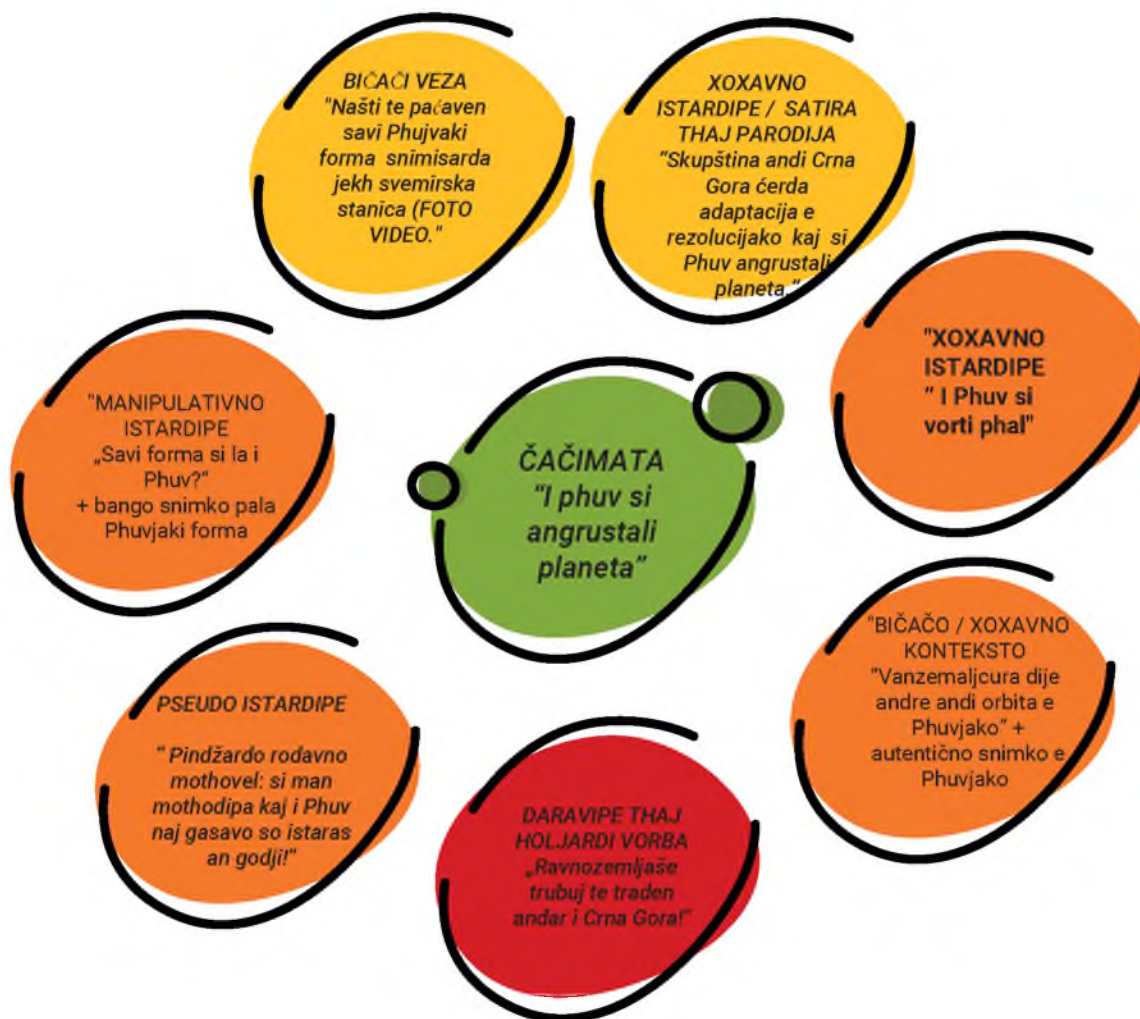 BIČAČI VEZA
"Našti te paćaven
savi Phujvaki
forma snimisarda
jekh svemirska
stanica (FOTO
VIDEO."
XOXAVNO
ISTARDIPE / SATIRA
THAJ PARODIJA
"Skupština andi Crna
Gora ćerda
adaptacija e
rezolucijako kaj si
Phuv angrustali
planeta."
"XOXAVNO
ISTARDIPE
" I Phuv si
vorti phal"
"MANIPULATIVNO
ISTARDIPE
„Savi forma si la i
Phuv?"
+ bango snimko pala
Phuvjaki forma
ČAČIMATA
"I phuv si
angrustali
planeta"
"BIČAČO / XOXAVNO
KONTEKSTO
"Vanzemaljcura dije
andre andi orbita e
Phuvjako" +
autentično snimko e
Phuvjako
PSEUDO ISTARDIPE
" Pindžardo rodavno
mothovel: si man
mothodipa kaj i Phuv
naj gasavo so istaras
an godji!"
DARAVIPE THAJ
HOLJARDI VORBA
„Ravnozemljaše
trubuj te traden
andar i Crna Gora!"